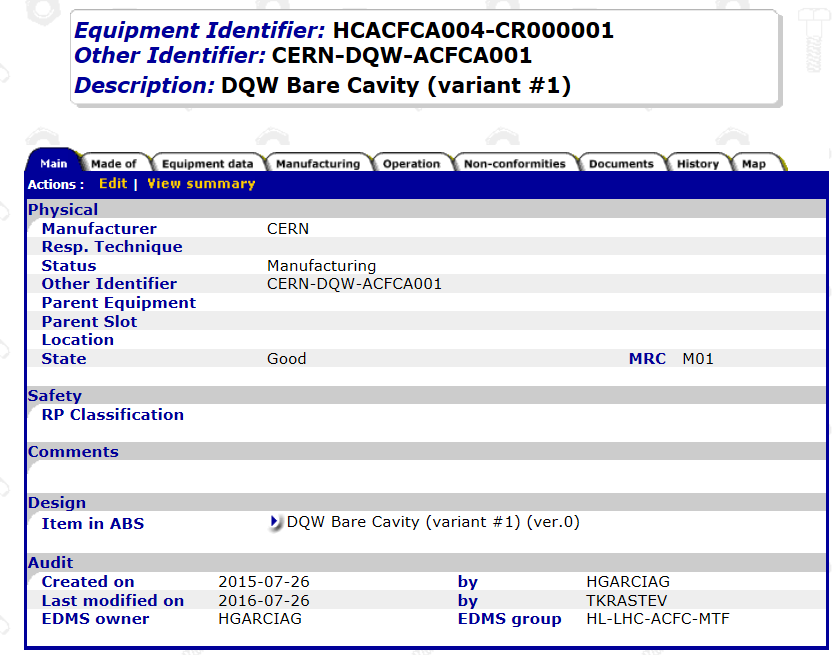 Equipment Identifier: HCACFCA004-CR000001
Other Identifier: CERN-DQW-ACFCA001
Description: DQW Bare Cavity (variant #1)
Main Made of Equipment data Manufacturing Operation Non-conformities Documents History Map
Actions : Edit | View summary
Physical
Manufacturer CERN
Resp. Technique
Status Manufacturing
Other Identifier CERN-DQW-ACFCA001
Parent Equipment
Parent Slot
Location
State Good MRC M01
Safety
RP Classification
Comments
Design
Item in ABS DQW Bare Cavity (variant #1) (ver.0)
Audit
Created on 2015-07-26 by HGARCIAG
Last modified on 2016-07-26 by TKRASTEV
EDMS owner HGARCIAG EDMS group HL-LHC-ACFC-MTF